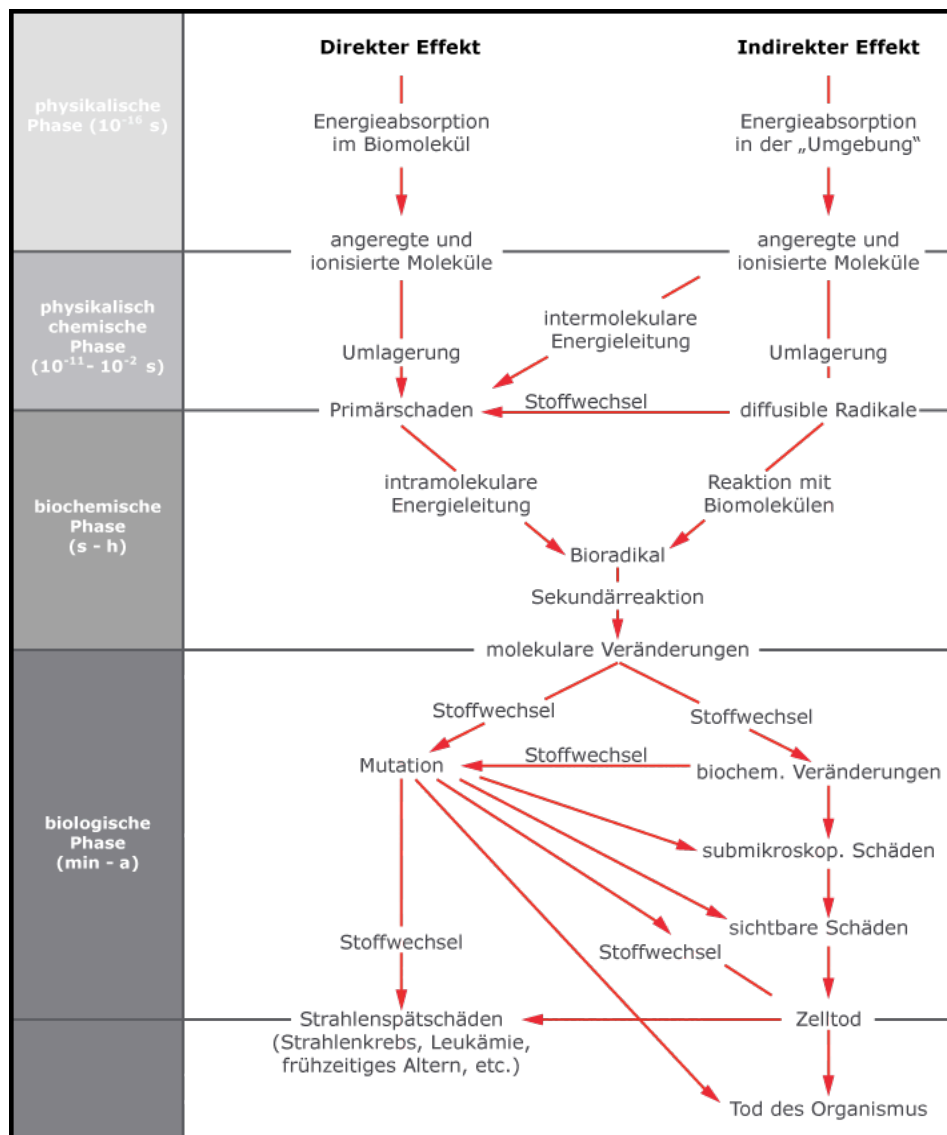 Direkter Effekt
Indirekter Effekt
physikalische
Phase (10⁻¹⁶ s)
Energieabsorption
im Biomolekül
Energieabsorption
in der „Umgebung“
angeregte und
ionisierte Moleküle
angeregte und
ionisierte Moleküle
physikalisch
chemische
Phase
(10⁻¹¹- 10⁻² s)
intermolekulare
Energieleitung
Umlagerung
Umlagerung
Primärschaden
Stoffwechsel
diffusible Radikale
biochemische
Phase
(s - h)
intramolekulare
Energieleitung
Reaktion mit
Biomolekülen
Bioradikal
Sekundärreaktion
molekulare Veränderungen
biologische
Phase
(min - a)
Stoffwechsel
Stoffwechsel
Mutation
Stoffwechsel
biochem. Veränderungen
submikroskop. Schäden
sichtbare Schäden
Stoffwechsel
Stoffwechsel
Strahlenspätschäden
(Strahlenkrebs, Leukämie,
frühzeitiges Altern, etc.)
Zelltod
Tod des Organismus